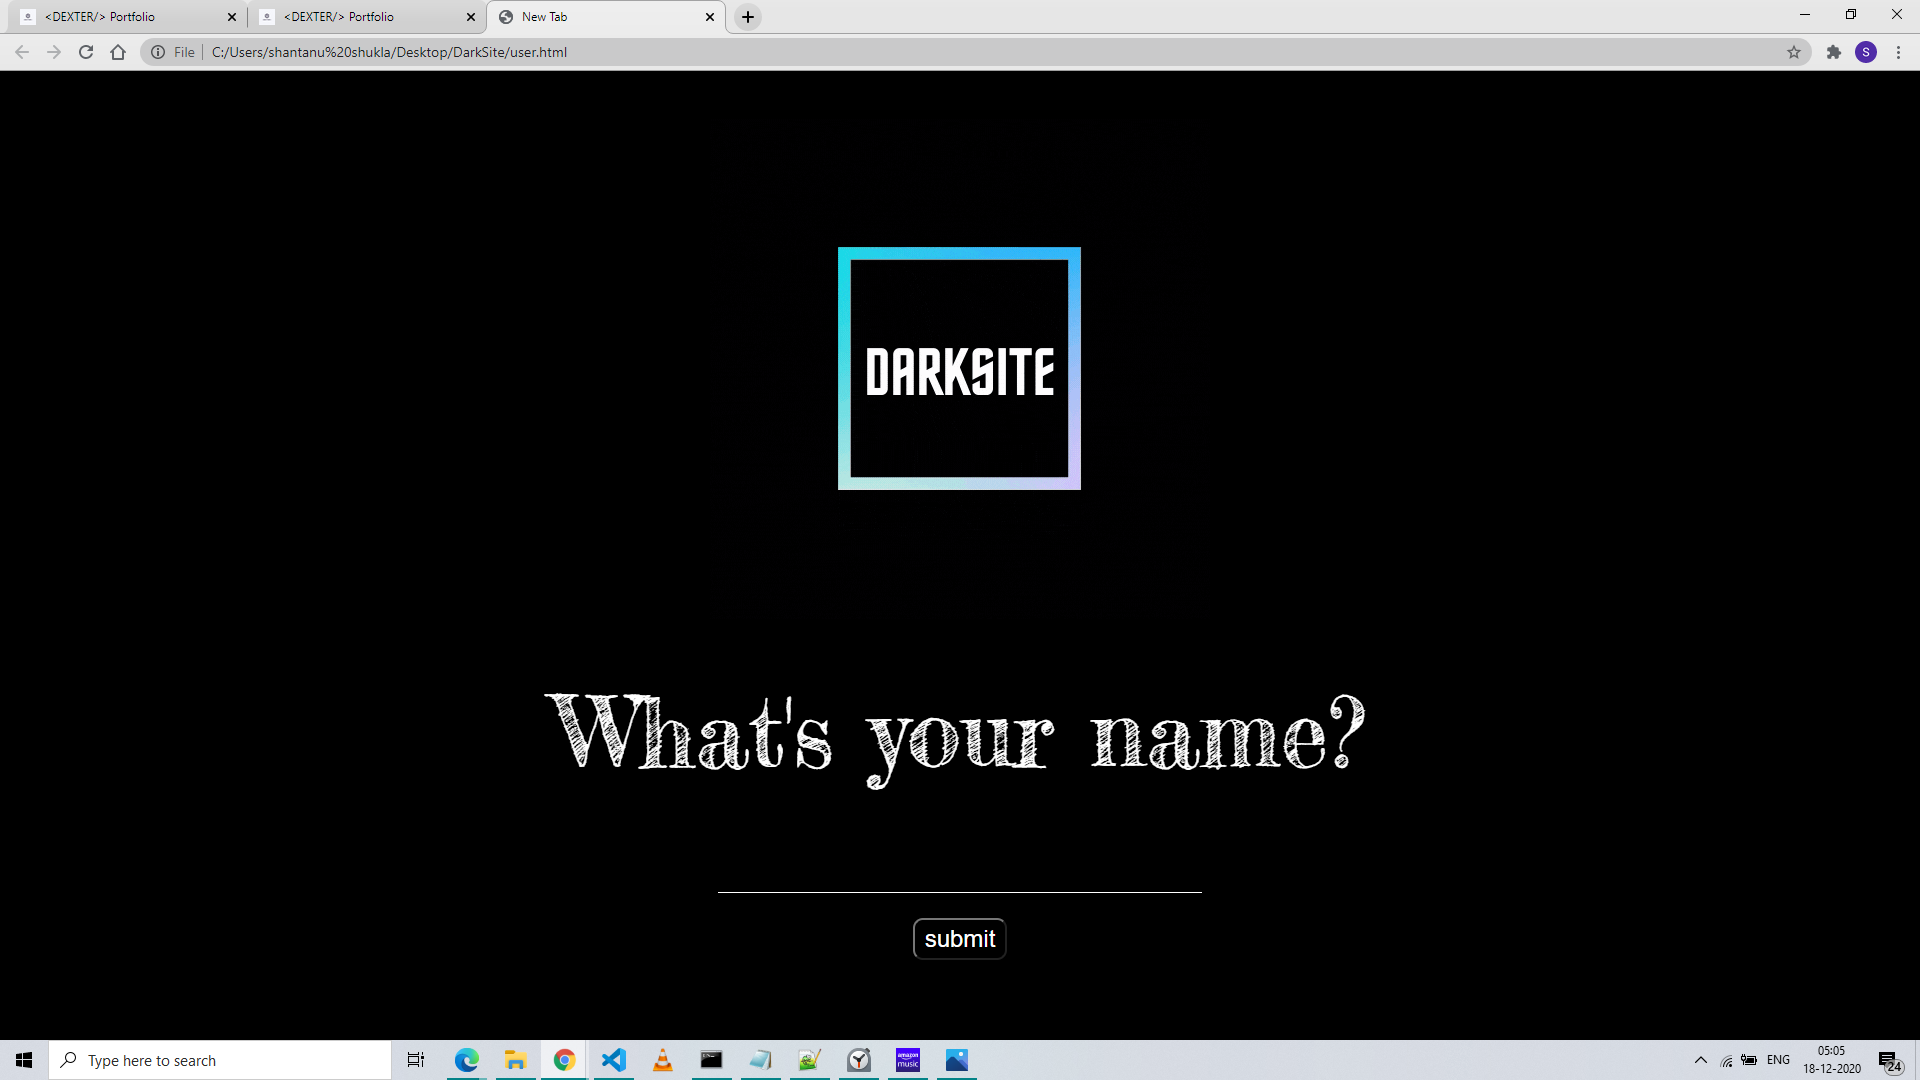 <DEXTER/> Portfolio
<DEXTER/> Portfolio
New Tab
File
C:/Users/shantanu%20shukla/Desktop/DarkSite/user.html
S
DARKSITE
What's your name?
submit
Type here to search
amazon
music
ENG
05:05
18-12-2020
24